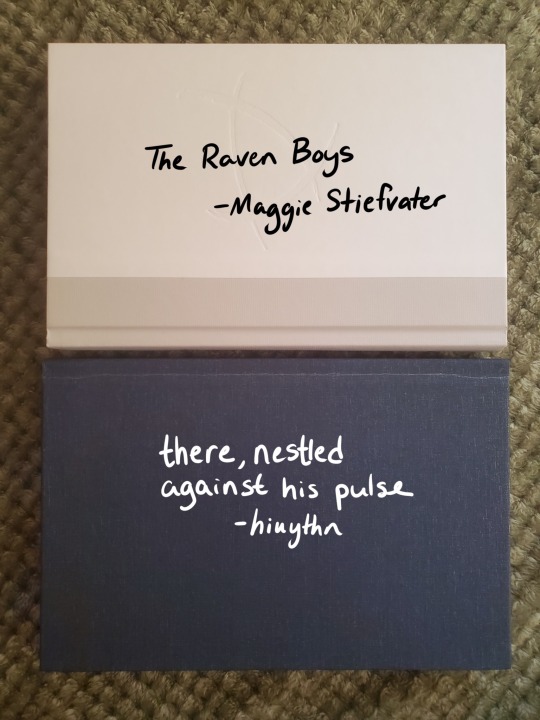 The Raven Boys
-Maggie Stiefvater
there, nestled
against his pulse
-hiuythn